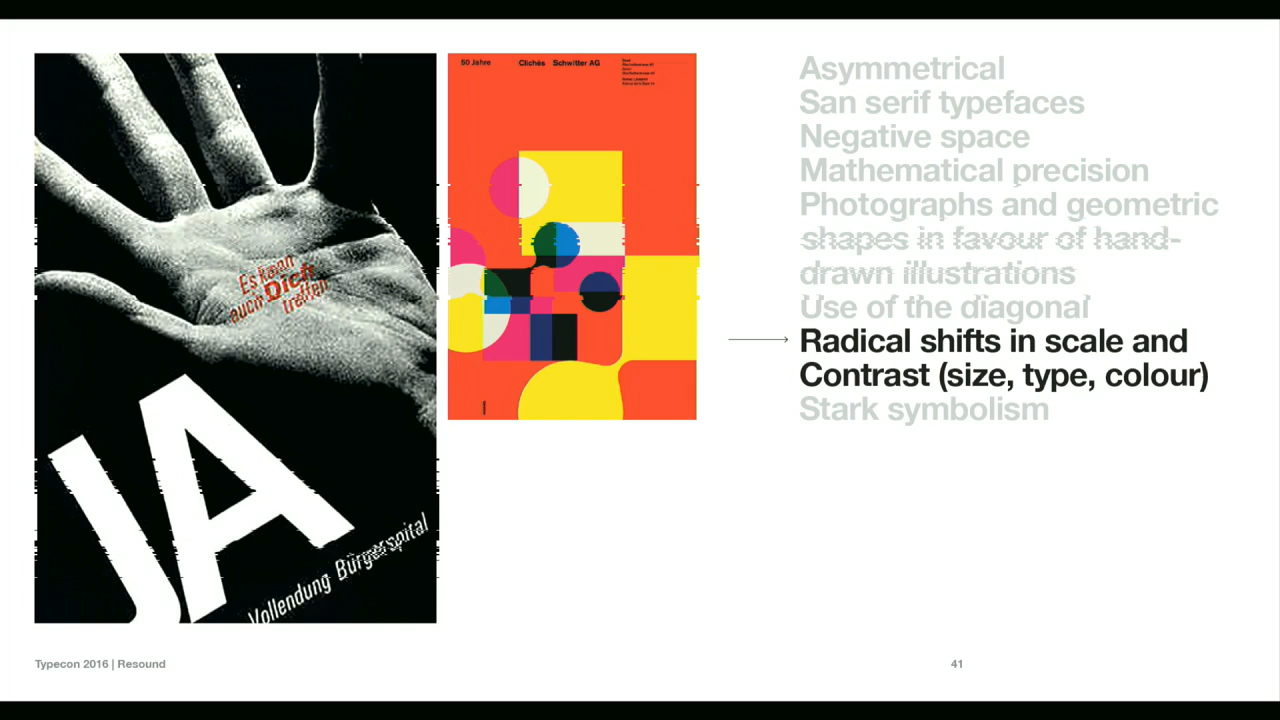 Es kann
auch Dich
treffen
JA
Vollendung Bürgerspital
50 Jahre
Clichés Schwitter AG
Asymmetrical
San serif typefaces
Negative space
Mathematical precision
Photographs and geometric
shapes in favour of hand-
drawn illustrations
Use of the diagonal
Radical shifts in scale and
Contrast (size, type, colour)
Stark symbolism
Typecon 2016 | Resound
41